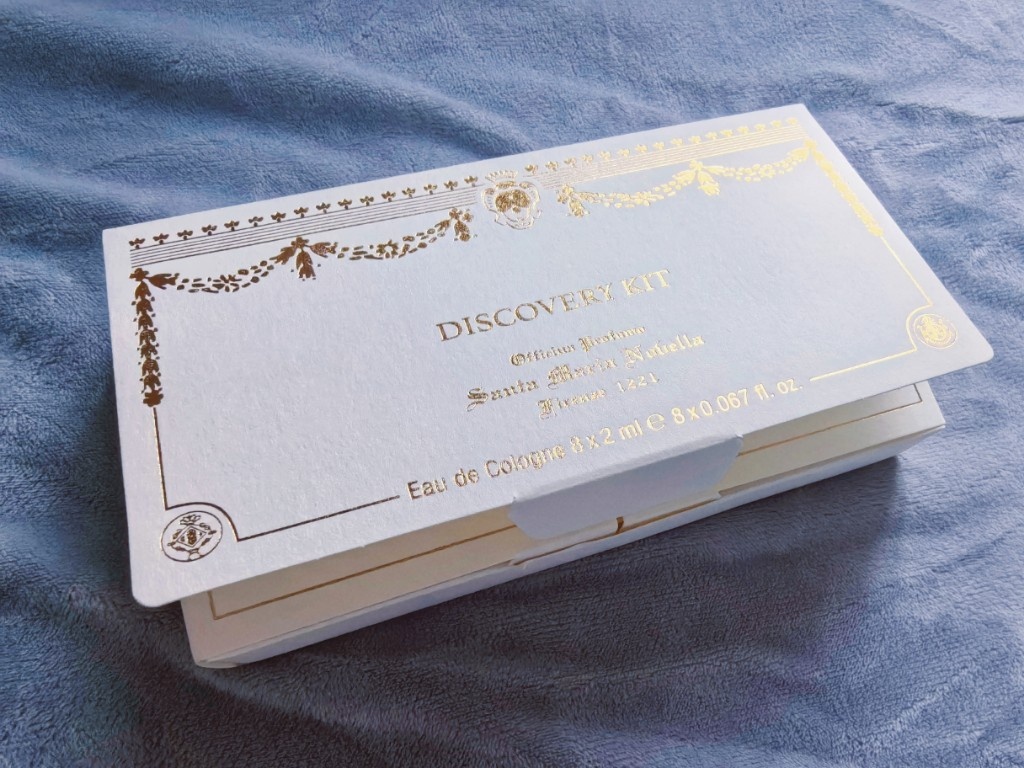 DISCOVERY KIT
Officina Profumo
Santa Maria Novella
Firenze 1221
Eau de Cologne 8 x 2 ml ℮ 8 x 0.067 fl. oz.